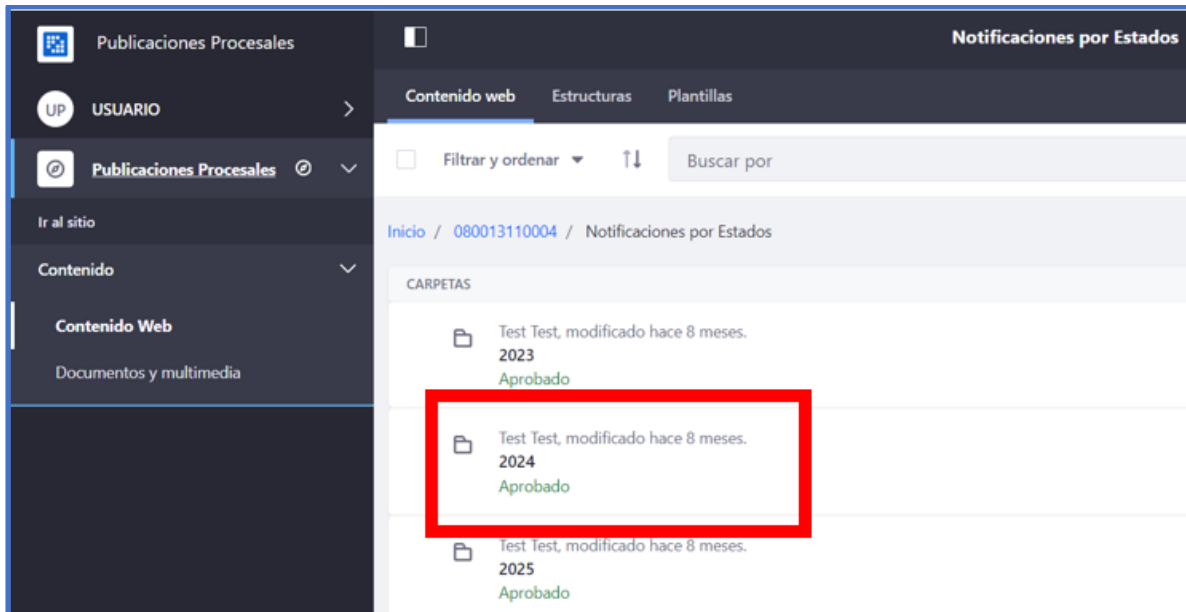 Publicaciones Procesales
UP USUARIO
Publicaciones Procesales
Ir al sitio
Contenido
Contenido Web
Documentos y multimedia
Notificaciones por Estados
Contenido web Estructuras Plantillas
Filtrar y ordenar Buscar por
Inicio / 080013110004 / Notificaciones por Estados
CARPETAS
Test Test, modificado hace 8 meses.
2023
Aprobado
Test Test, modificado hace 8 meses.
2024
Aprobado
Test Test, modificado hace 8 meses.
2025
Aprobado